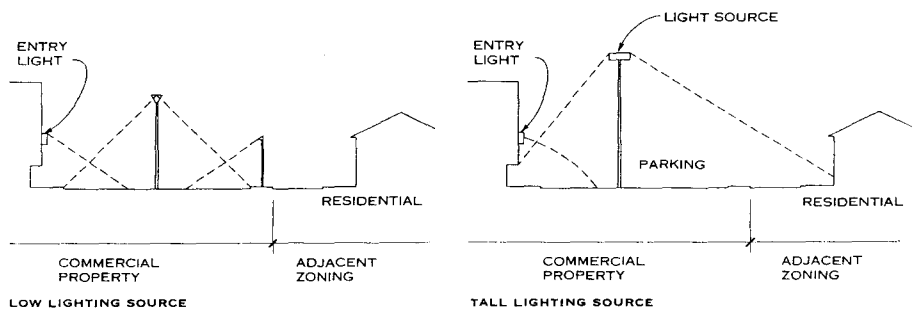 ENTRY
LIGHT
RESIDENTIAL
COMMERCIAL
PROPERTY
ADJACENT
ZONING
LOW LIGHTING SOURCE
LIGHT SOURCE
ENTRY
LIGHT
PARKING
RESIDENTIAL
COMMERCIAL
PROPERTY
ADJACENT
ZONING
TALL LIGHTING SOURCE